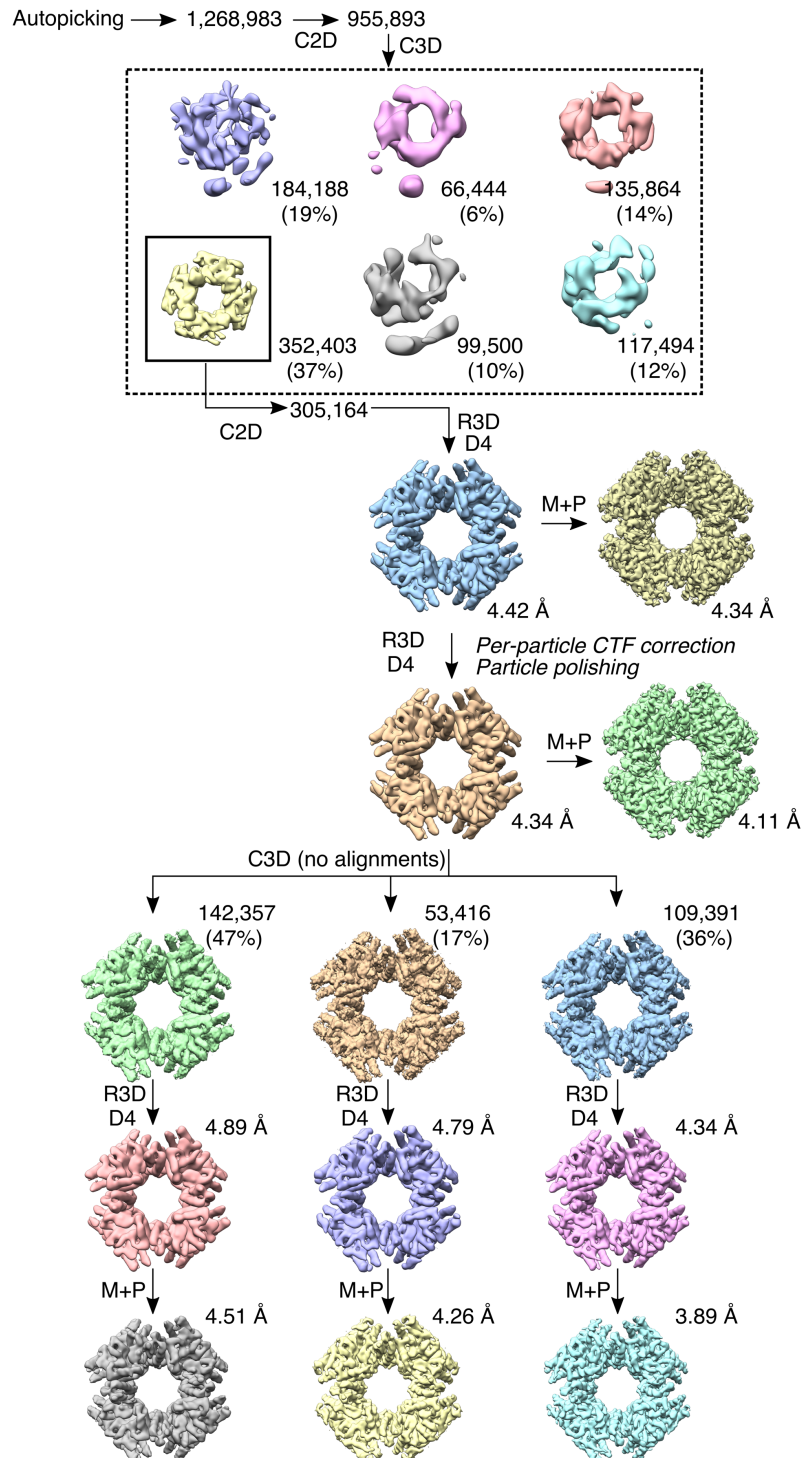 Autopicking 1,268,983 955,893
C2D C3D
184,188 66,444 135,864
(19%) (6%) (14%)
352,403 99,500 117,494
(37%) (10%) (12%)
305,164
C2D
R3D
D4
M+P
4.42 Å 4.34 Å
R3D
D4
Per-particle CTF correction
Particle polishing
M+P
4.34 Å 4.11 Å
C3D (no alignments)
142,357 53,416 109,391
(47%) (17%) (36%)
R3D R3D R3D
D4 4.89 Å D4 4.79 Å D4 4.34 Å
M+P M+P M+P
4.51 Å 4.26 Å 3.89 Å